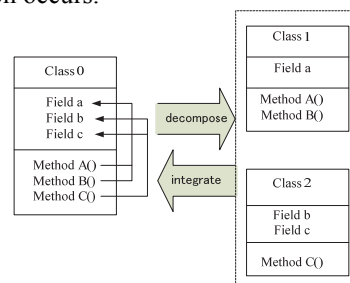 n occurs.
Class 0
Field a
Field b
Field c
Method A()
Method B()
Method C()
decompose
integrate
Class 1
Field a
Method A()
Method B()
Class 2
Field b
Field c
Method C()